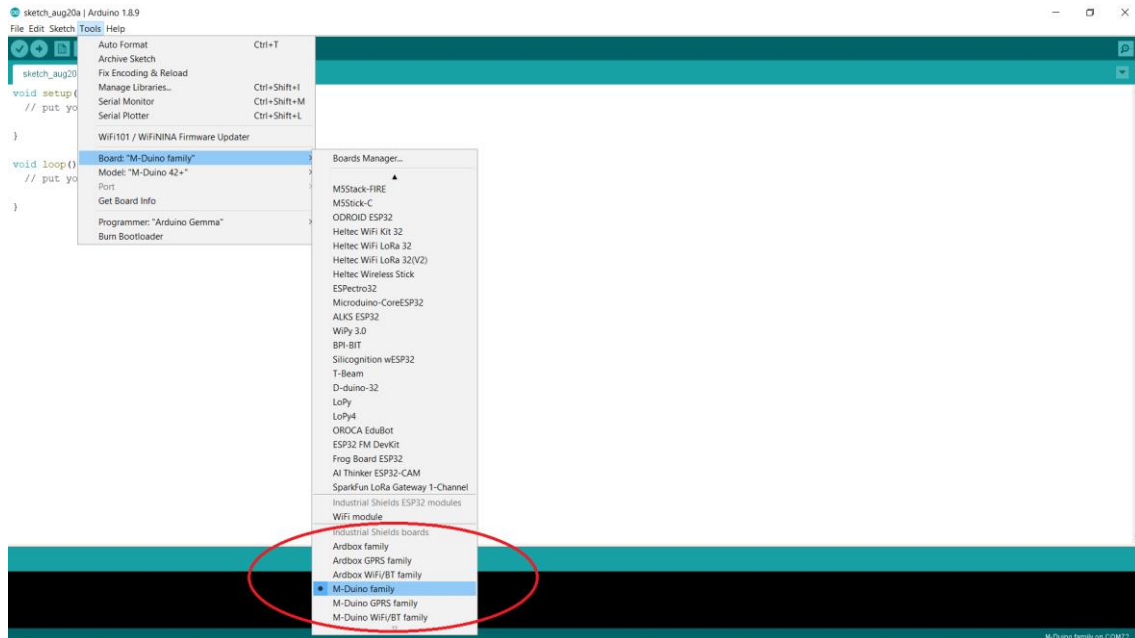 sketch_aug20a | Arduino 1.8.9
File Edit Sketch Tools Help
sketch_aug20
void setup(
// put yo
}
void loop()
// put yo
}
Auto Format Ctrl+T
Archive Sketch
Fix Encoding & Reload
Manage Libraries... Ctrl+Shift+I
Serial Monitor Ctrl+Shift+M
Serial Plotter Ctrl+Shift+L
WiFi101 / WiFiNINA Firmware Updater
Board: "M-Duino family"
Model: "M-Duino 42+"
Port
Get Board Info
Programmer: "Arduino Gemma"
Burn Bootloader
Boards Manager...
M5Stack-FIRE
M5Stick-C
ODROID ESP32
Heltec WiFi Kit 32
Heltec WiFi LoRa 32
Heltec WiFi LoRa 32(V2)
Heltec Wireless Stick
ESPectro32
Microduino-CoreESP32
ALKS ESP32
WiPy 3.0
BPI-BIT
Silicognition wESP32
T-Beam
D-duino-32
LoPy
LoPy4
OROCA EduBot
ESP32 FM DevKit
Frog Board ESP32
AI Thinker ESP32-CAM
SparkFun LoRa Gateway 1-Channel
Industrial Shields ESP32 modules
WiFi module
Industrial Shields boards
Ardbox family
Ardbox GPRS family
Ardbox WiFi/BT family
M-Duino family
M-Duino GPRS family
M-Duino WiFi/BT family
M-Duino family on